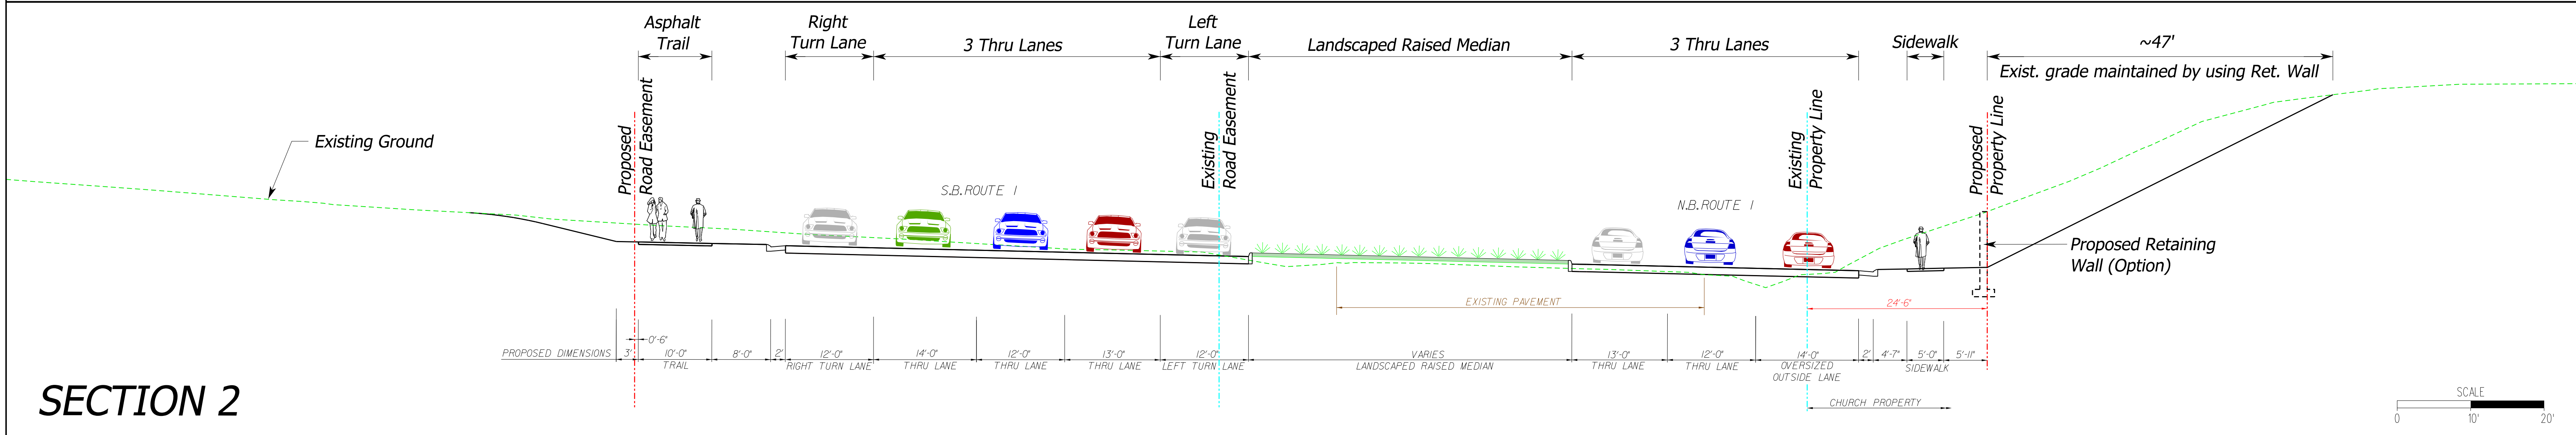 Asphalt
Trail
Right
Turn Lane
3 Thru Lanes
Left
Turn Lane
Landscaped Raised Median
3 Thru Lanes
Sidewalk
~47'
Exist. grade maintained by using Ret. Wall
Existing Ground
Proposed
Road Easement
S.B. ROUTE 1
Existing
Road Easement
N.B. ROUTE 1
Existing
Property Line
Proposed
Property Line
Proposed Retaining
Wall (Option)
EXISTING PAVEMENT
24'-6"
0'-6"
PROPOSED DIMENSIONS 3' 10'-0" 8'-0" 2' 12'-0" 14'-0" 12'-0" 13'-0" 12'-0" VARIES 13'-0" 12'-0" 14'-0" 2' 4'-7" 5'-0" 5'-11"
TRAIL RIGHT TURN LANE THRU LANE THRU LANE THRU LANE LEFT TURN LANE LANDSCAPED RAISED MEDIAN THRU LANE THRU LANE OVERSIZED SIDEWALK
OUTSIDE LANE
CHURCH PROPERTY
SECTION 2
SCALE
0 10' 20'